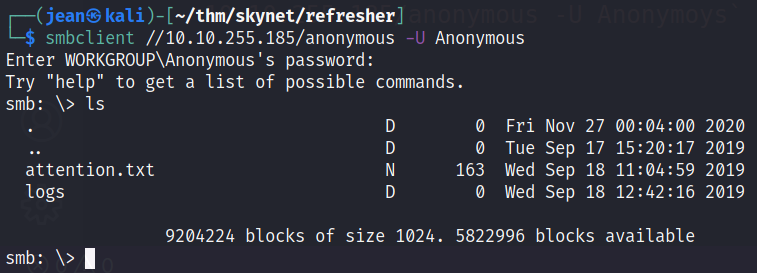 ┌──(jean㉿kali)-[~/thm/skynet/refresher]
└─$ smbclient //10.10.255.185/anonymous -U Anonymous
Enter WORKGROUP\Anonymous's password:
Try "help" to get a list of possible commands.
smb: \> ls
. D 0 Fri Nov 27 00:04:00 2020
.. D 0 Tue Sep 17 15:20:17 2019
attention.txt N 163 Wed Sep 18 11:04:59 2019
logs D 0 Wed Sep 18 12:42:16 2019
9204224 blocks of size 1024. 5822996 blocks available
smb: \>